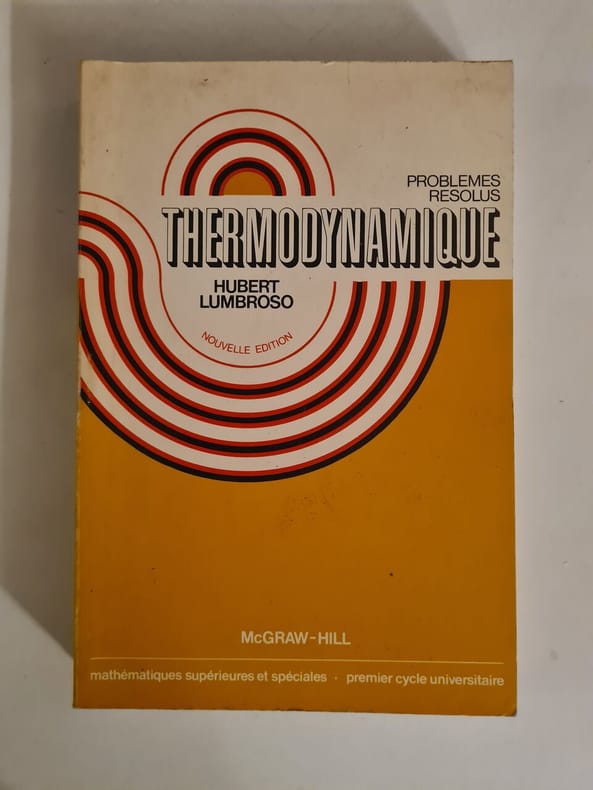 PROBLEMES
RESOLUS
THERMODYNAMIQUE
HUBERT
LUMBROSO
NOUVELLE EDITION
McGRAW-HILL
mathématiques supérieures et spéciales · premier cycle universitaire